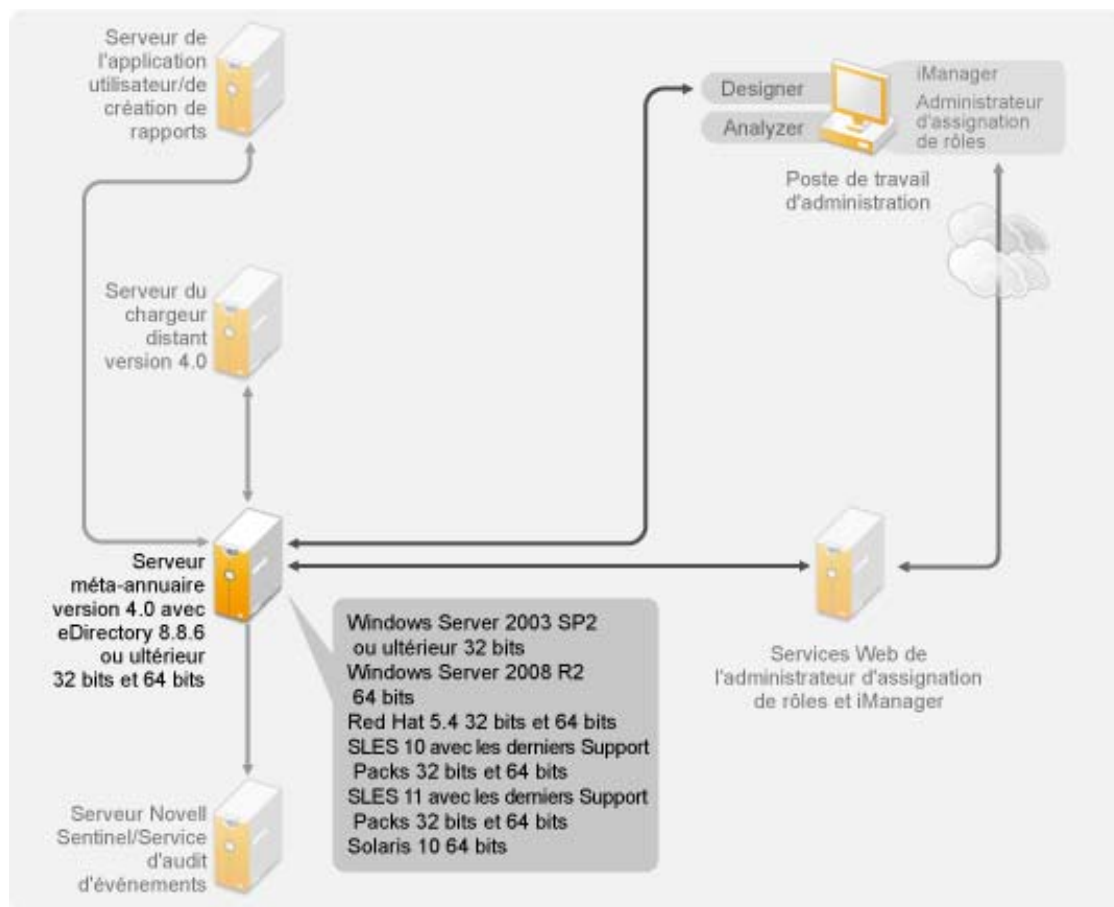 Serveur de
l'application
utilisateur/de
création de
rapports
Designer
Analyzer
iManager
Administrateur
d'assignation
de rôles
Poste de travail
d'administration
Serveur du
chargeur
distant
version 4.0
Serveur
méta-annuaire
version 4.0 avec
eDirectory 8.8.6
ou ultérieur
32 bits et 64 bits
Windows Server 2003 SP2
ou ultérieur 32 bits
Windows Server 2008 R2
64 bits
Red Hat 5.4 32 bits et 64 bits
SLES 10 avec les derniers Support
Packs 32 bits et 64 bits
SLES 11 avec les derniers Support
Packs 32 bits et 64 bits
Solaris 10 64 bits
Services Web de
l'administrateur d'assignation
de rôles et iManager
Serveur Novell
Sentinel/Service
d'audit
d'événements